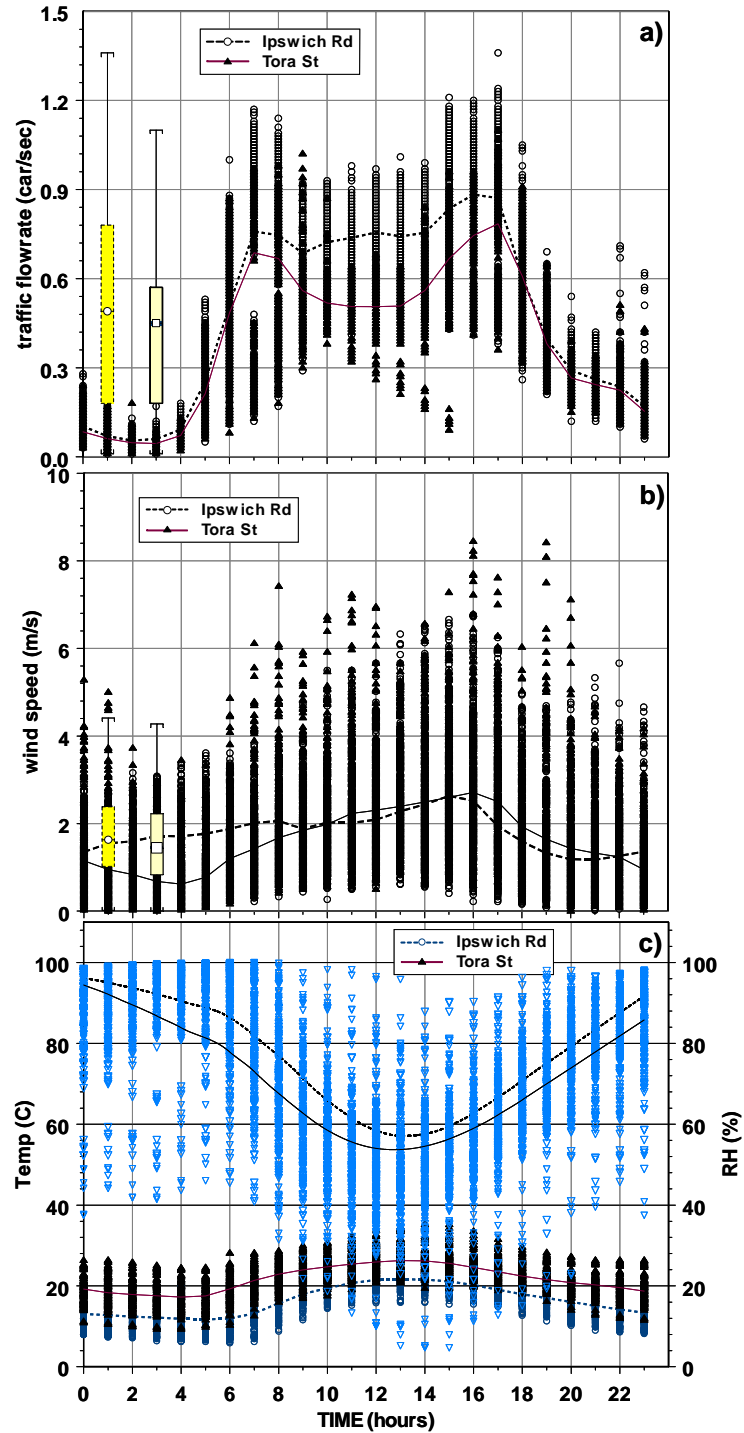 a)
Ipswich Rd
Tora St
1.5
1.2
0.9
0.6
0.3
0.0
traffic flowrate (car/sec)
b)
Ipswich Rd
Tora St
10
8
6
4
2
0
wind speed (m/s)
c)
Ipswich Rd
Tora St
100
80
60
40
20
0
Temp (C)
100
80
60
40
20
0
RH (%)
0 2 4 6 8 10 12 14 16 18 20 22
TIME (hours)